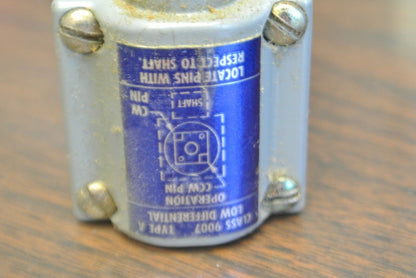 CLASS 9007 TYPE A
LOW DIFFERENTIAL
OPERATION
CCW PIN
CW PIN
SHAFT
LOCATE PINS WITH
RESPECT TO SHAFT.